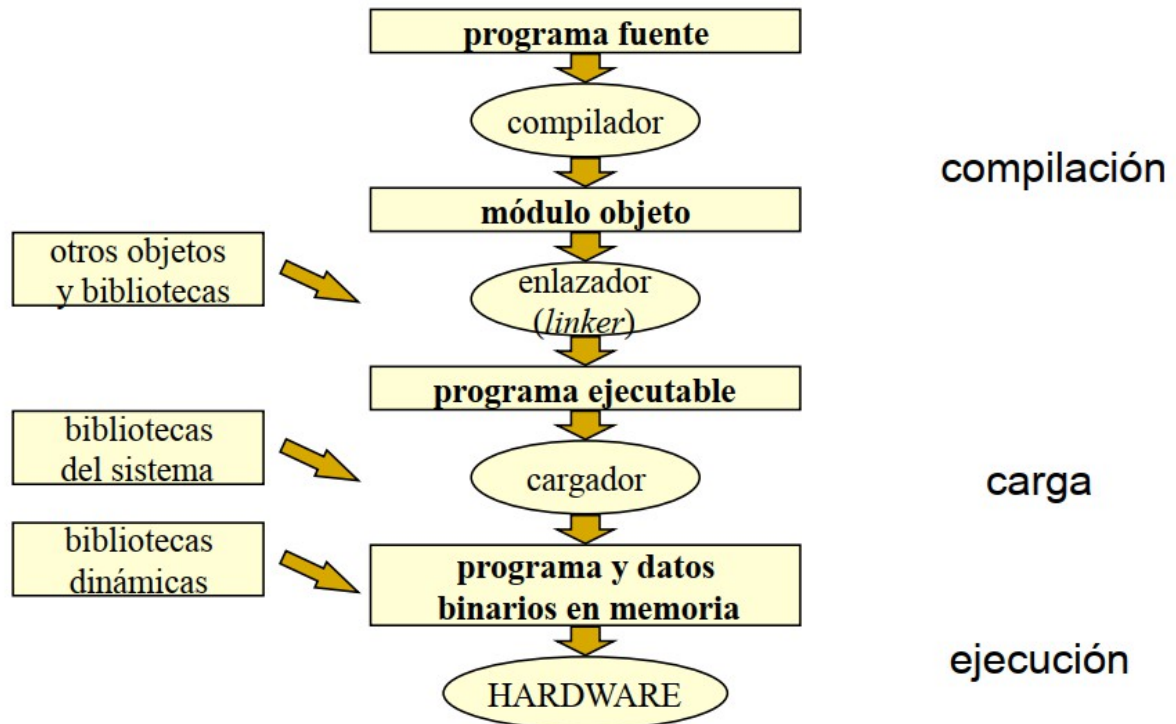 programa fuente
compilador
compilación
módulo objeto
otros objetos
y bibliotecas
enlazador
(linker)
programa ejecutable
bibliotecas
del sistema
cargador
carga
bibliotecas
dinámicas
programa y datos
binarios en memoria
ejecución
HARDWARE